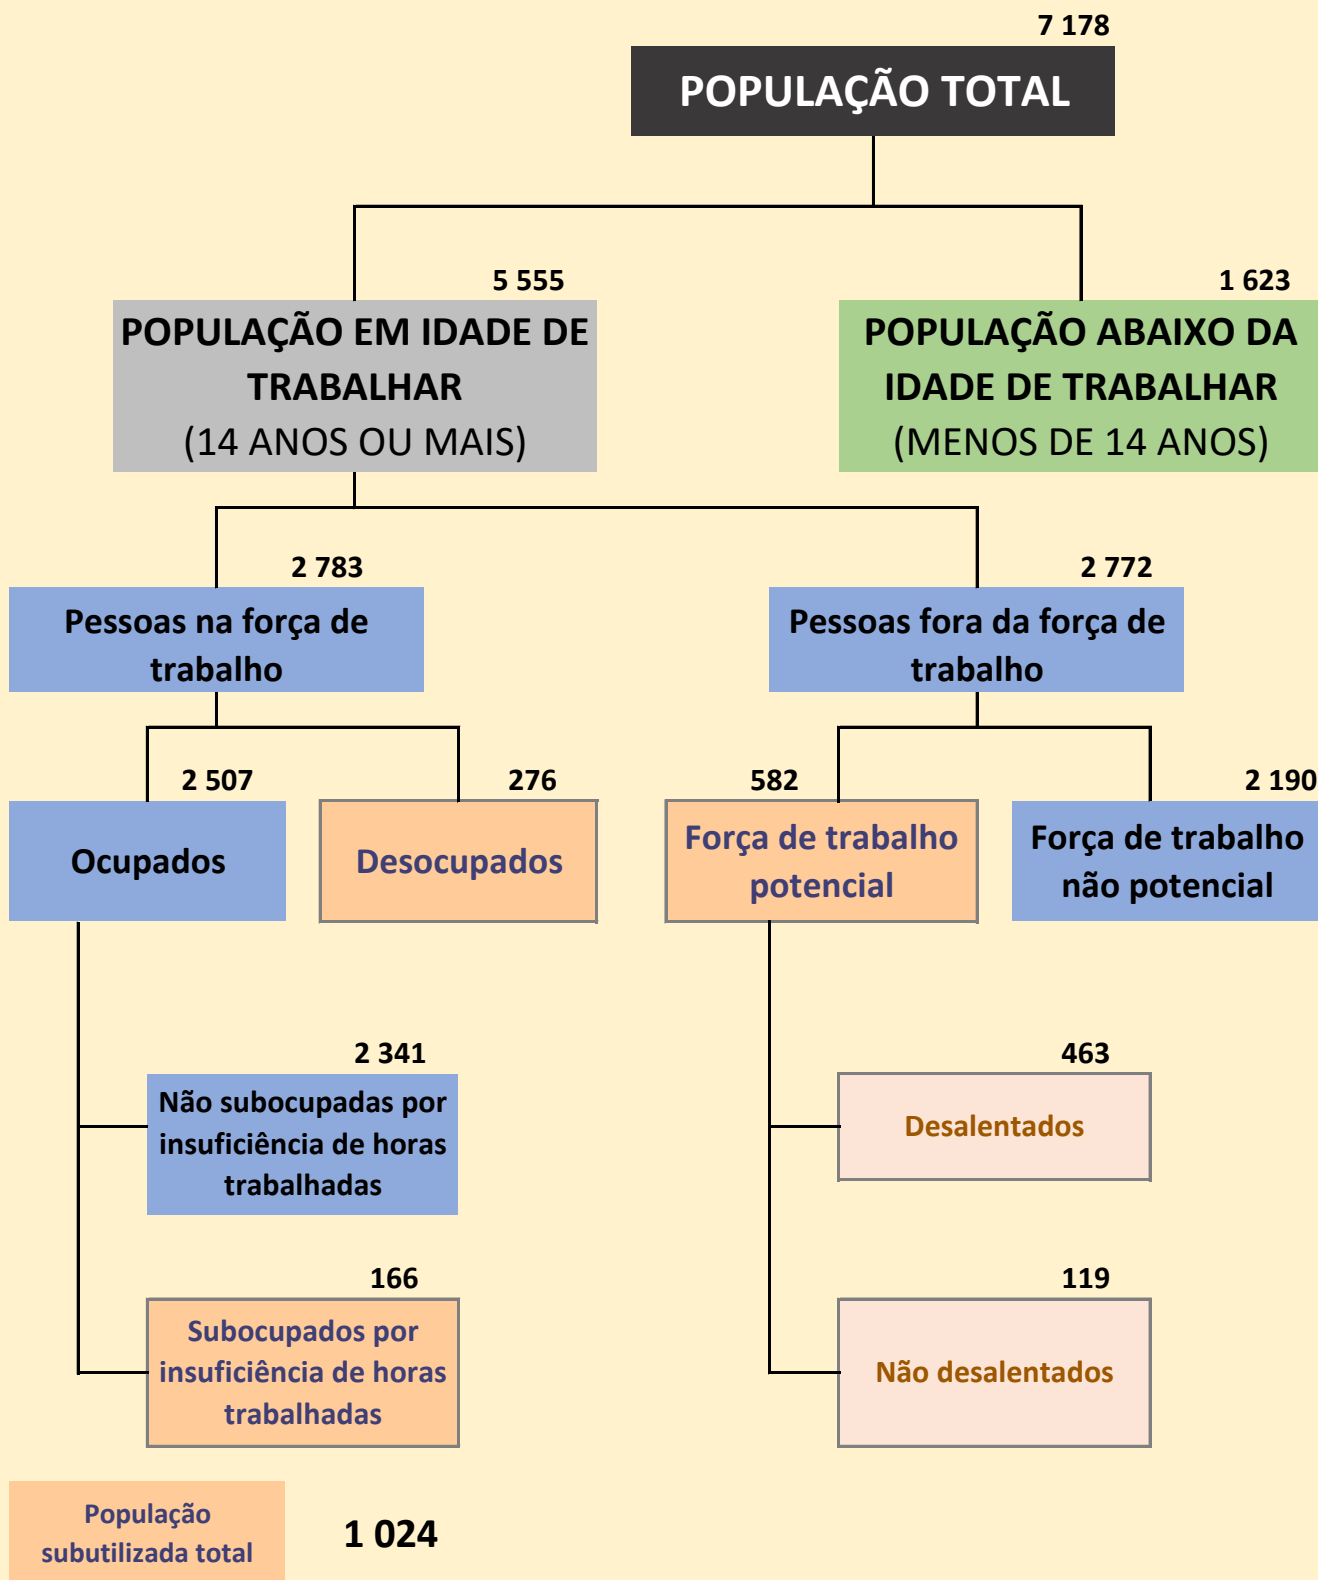 7 178
POPULAÇÃO TOTAL
5 555
POPULAÇÃO EM IDADE DE
TRABALHAR
(14 ANOS OU MAIS)
1 623
POPULAÇÃO ABAIXO DA
IDADE DE TRABALHAR
(MENOS DE 14 ANOS)
2 783
Pessoas na força de
trabalho
2 772
Pessoas fora da força de
trabalho
2 507
Ocupados
276
Desocupados
582
Força de trabalho
potencial
2 190
Força de trabalho
não potencial
2 341
Não subocupadas por
insuficiência de horas
trabalhadas
463
Desalentados
166
Subocupados por
insuficiência de horas
trabalhadas
119
Não desalentados
População
subutilizada total
1 024